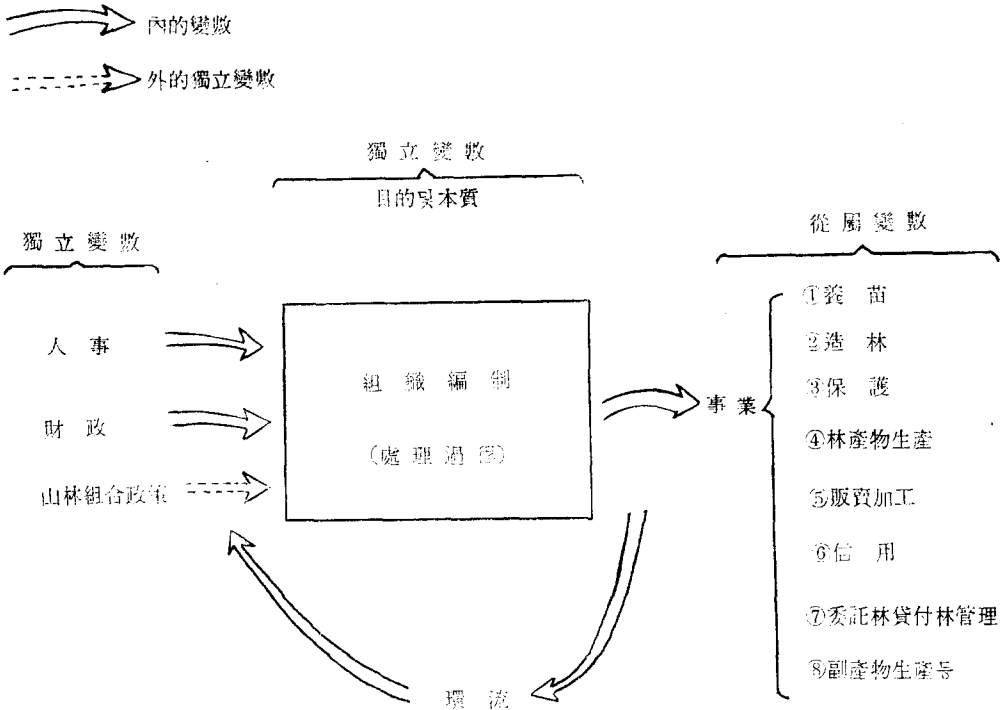 內的變數
外的獨立變數
獨立變數
目的및本質
獨立變數
從屬變數
人事
財政
山林組合政策
組織編制
(處理過程)
事業
①養苗
②造林
③保護
④林產物生產
⑤販賣加工
⑥信用
⑦委託林貸付林管理
⑧副產物生產等
環流